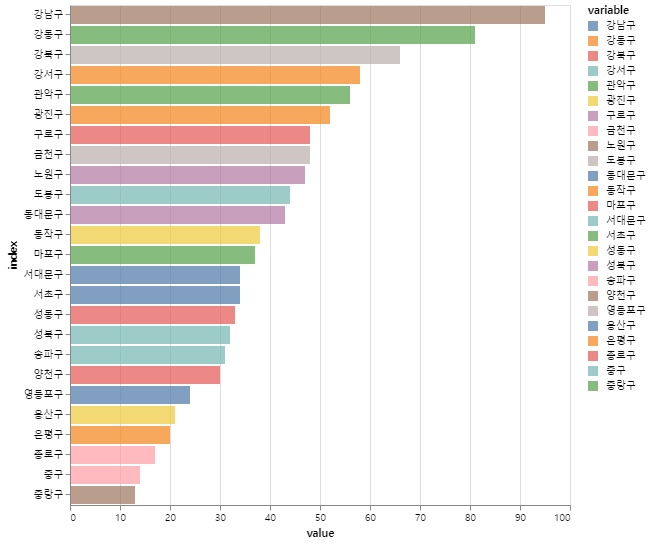 강남구
강동구
강북구
강서구
관악구
광진구
구로구
금천구
노원구
도봉구
동대문구
동작구
마포구
서대문구
서초구
성동구
성북구
송파구
양천구
영등포구
용산구
은평구
종로구
중구
중랑구
index
0 10 20 30 40 50 60 70 80 90 100
value
variable
강남구
강동구
강북구
강서구
관악구
광진구
구로구
금천구
노원구
도봉구
동대문구
동작구
마포구
서대문구
서초구
성동구
성북구
송파구
양천구
영등포구
용산구
은평구
종로구
중구
중랑구